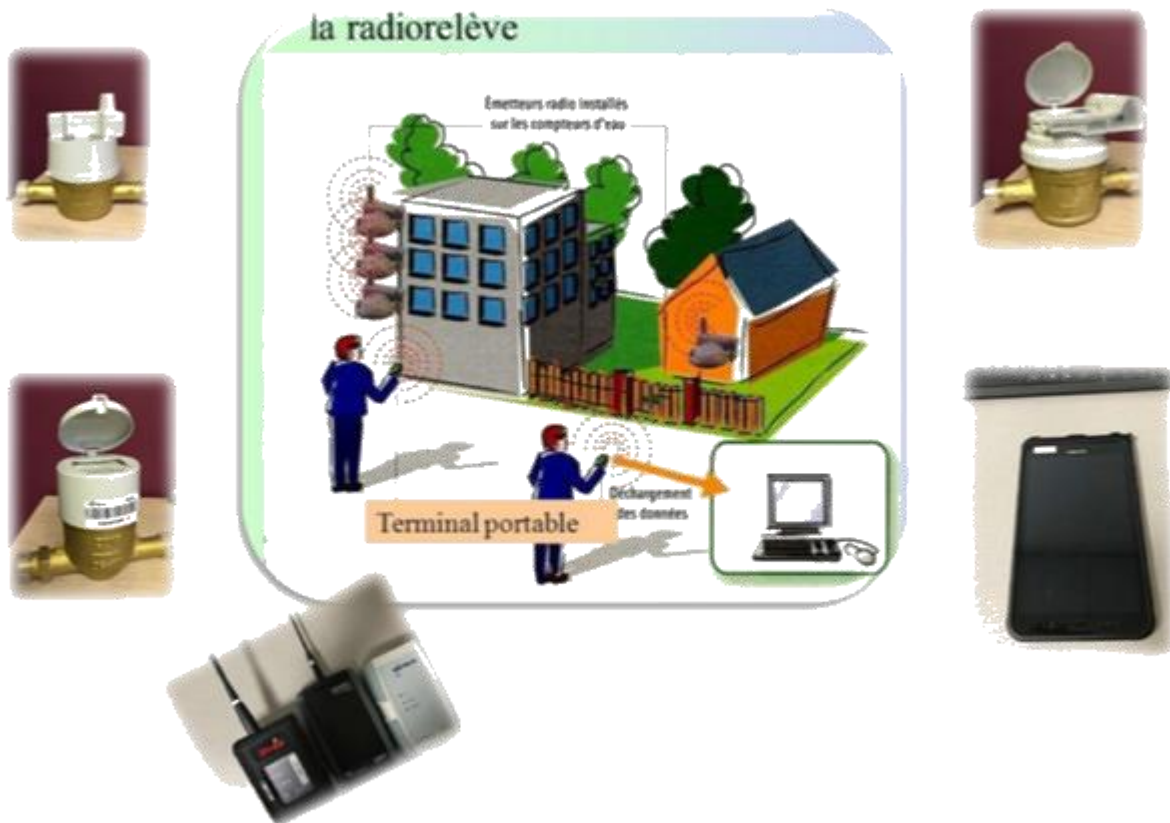 la radiorelève
Émetteurs radio installés
sur les compteurs d'eau
Terminal portable
Déchargement
des données